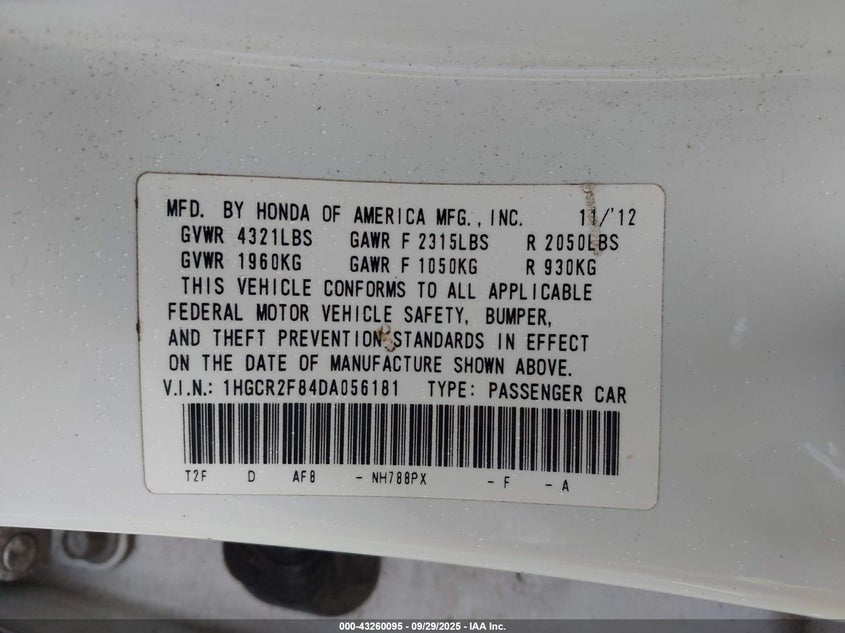 MFD. BY HONDA OF AMERICA MFG., INC. 11/'12
GVWR 4321LBS GAWR F 2315LBS R 2050LBS
GVWR 1960KG GAWR F 1050KG R 930KG
THIS VEHICLE CONFORMS TO ALL APPLICABLE
FEDERAL MOTOR VEHICLE SAFETY, BUMPER,
AND THEFT PREVENTION STANDARDS IN EFFECT
ON THE DATE OF MANUFACTURE SHOWN ABOVE.
V.I.N.: 1HGCR2F84DA056181 TYPE: PASSENGER CAR
T2F D AF8 - NH788PX - F - A
000-43260095 - 09/29/2025 - IAA Inc.